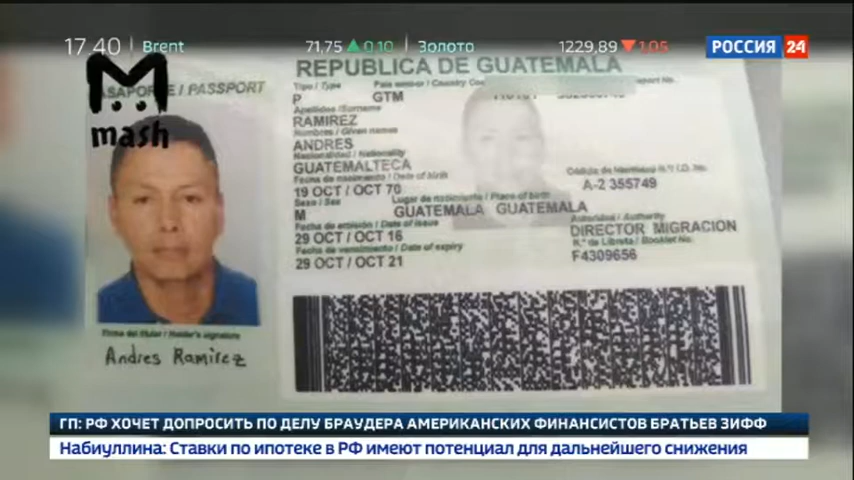 17.40 Brent 71,75 0,10 Золото 1229,89 1,05 РОССИЯ 24
mash
PASSPORT
REPUBLICA DE GUATEMALA
Tipo / Type
P GTM
Apellidos / Surname
RAMIREZ
Nombres / Given names
ANDRES
Nacionalidad / Nationality
GUATEMALTECA
Fecha de nacimiento / Date of birth
19 OCT / OCT 70
A-2 355749
Sexo / Sex Lugar de nacimiento / Place of birth
M GUATEMALA GUATEMALA
Fecha de emisión / Date of issue Autoridad / Authority
29 OCT / OCT 16 DIRECTOR MIGRACION
Fecha de vencimiento / Date of expiry N.° de Libreta / Booklet No.
29 OCT / OCT 21 F4309656
Firma del titular / Holder's signature
Andres Ramirez
ГП: РФ ХОЧЕТ ДОПРОСИТЬ ПО ДЕЛУ БРАУДЕРА АМЕРИКАНСКИХ ФИНАНСИСТОВ БРАТЬЕВ ЗИФФ
Набиуллина: Ставки по ипотеке в РФ имеют потенциал для дальнейшего снижения